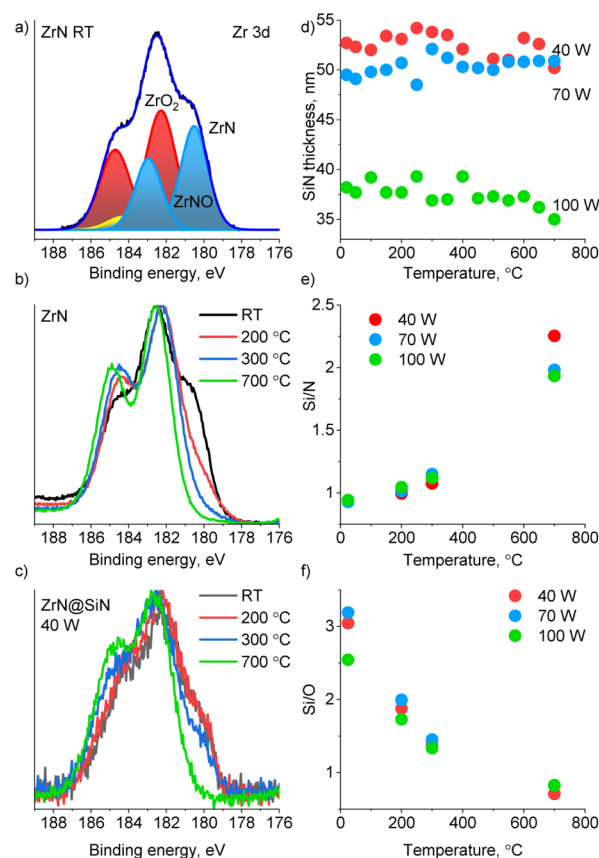 a)
ZrN RT
Zr 3d
ZrO2
ZrN
ZrNO
188 186 184 182 180 178 176
Binding energy, eV
b)
ZrN
RT
200 °C
300 °C
700 °C
188 186 184 182 180 178 176
Binding energy, eV
c)
ZrN@SiN
40 W
RT
200 °C
300 °C
700 °C
188 186 184 182 180 178 176
Binding energy, eV
d)
SiN thickness, nm
55
50
45
40
35
40 W
70 W
100 W
0 200 400 600 800
Temperature, °C
e)
Si/N
2.5
2
1.5
1
40 W
70 W
100 W
0 200 400 600 800
Temperature, °C
f)
Si/O
3
2
1
40 W
70 W
100 W
0 200 400 600 800
Temperature, °C